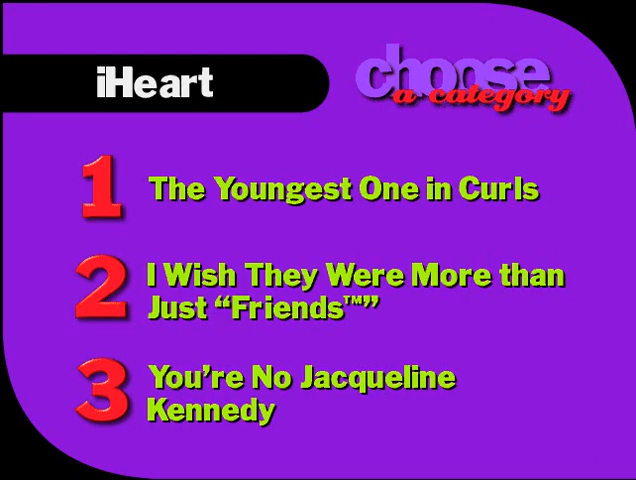 iHeart
choose
a category
1 The Youngest One in Curls
2 I Wish They Were More than
Just “Friends™”
3 You’re No Jacqueline
Kennedy